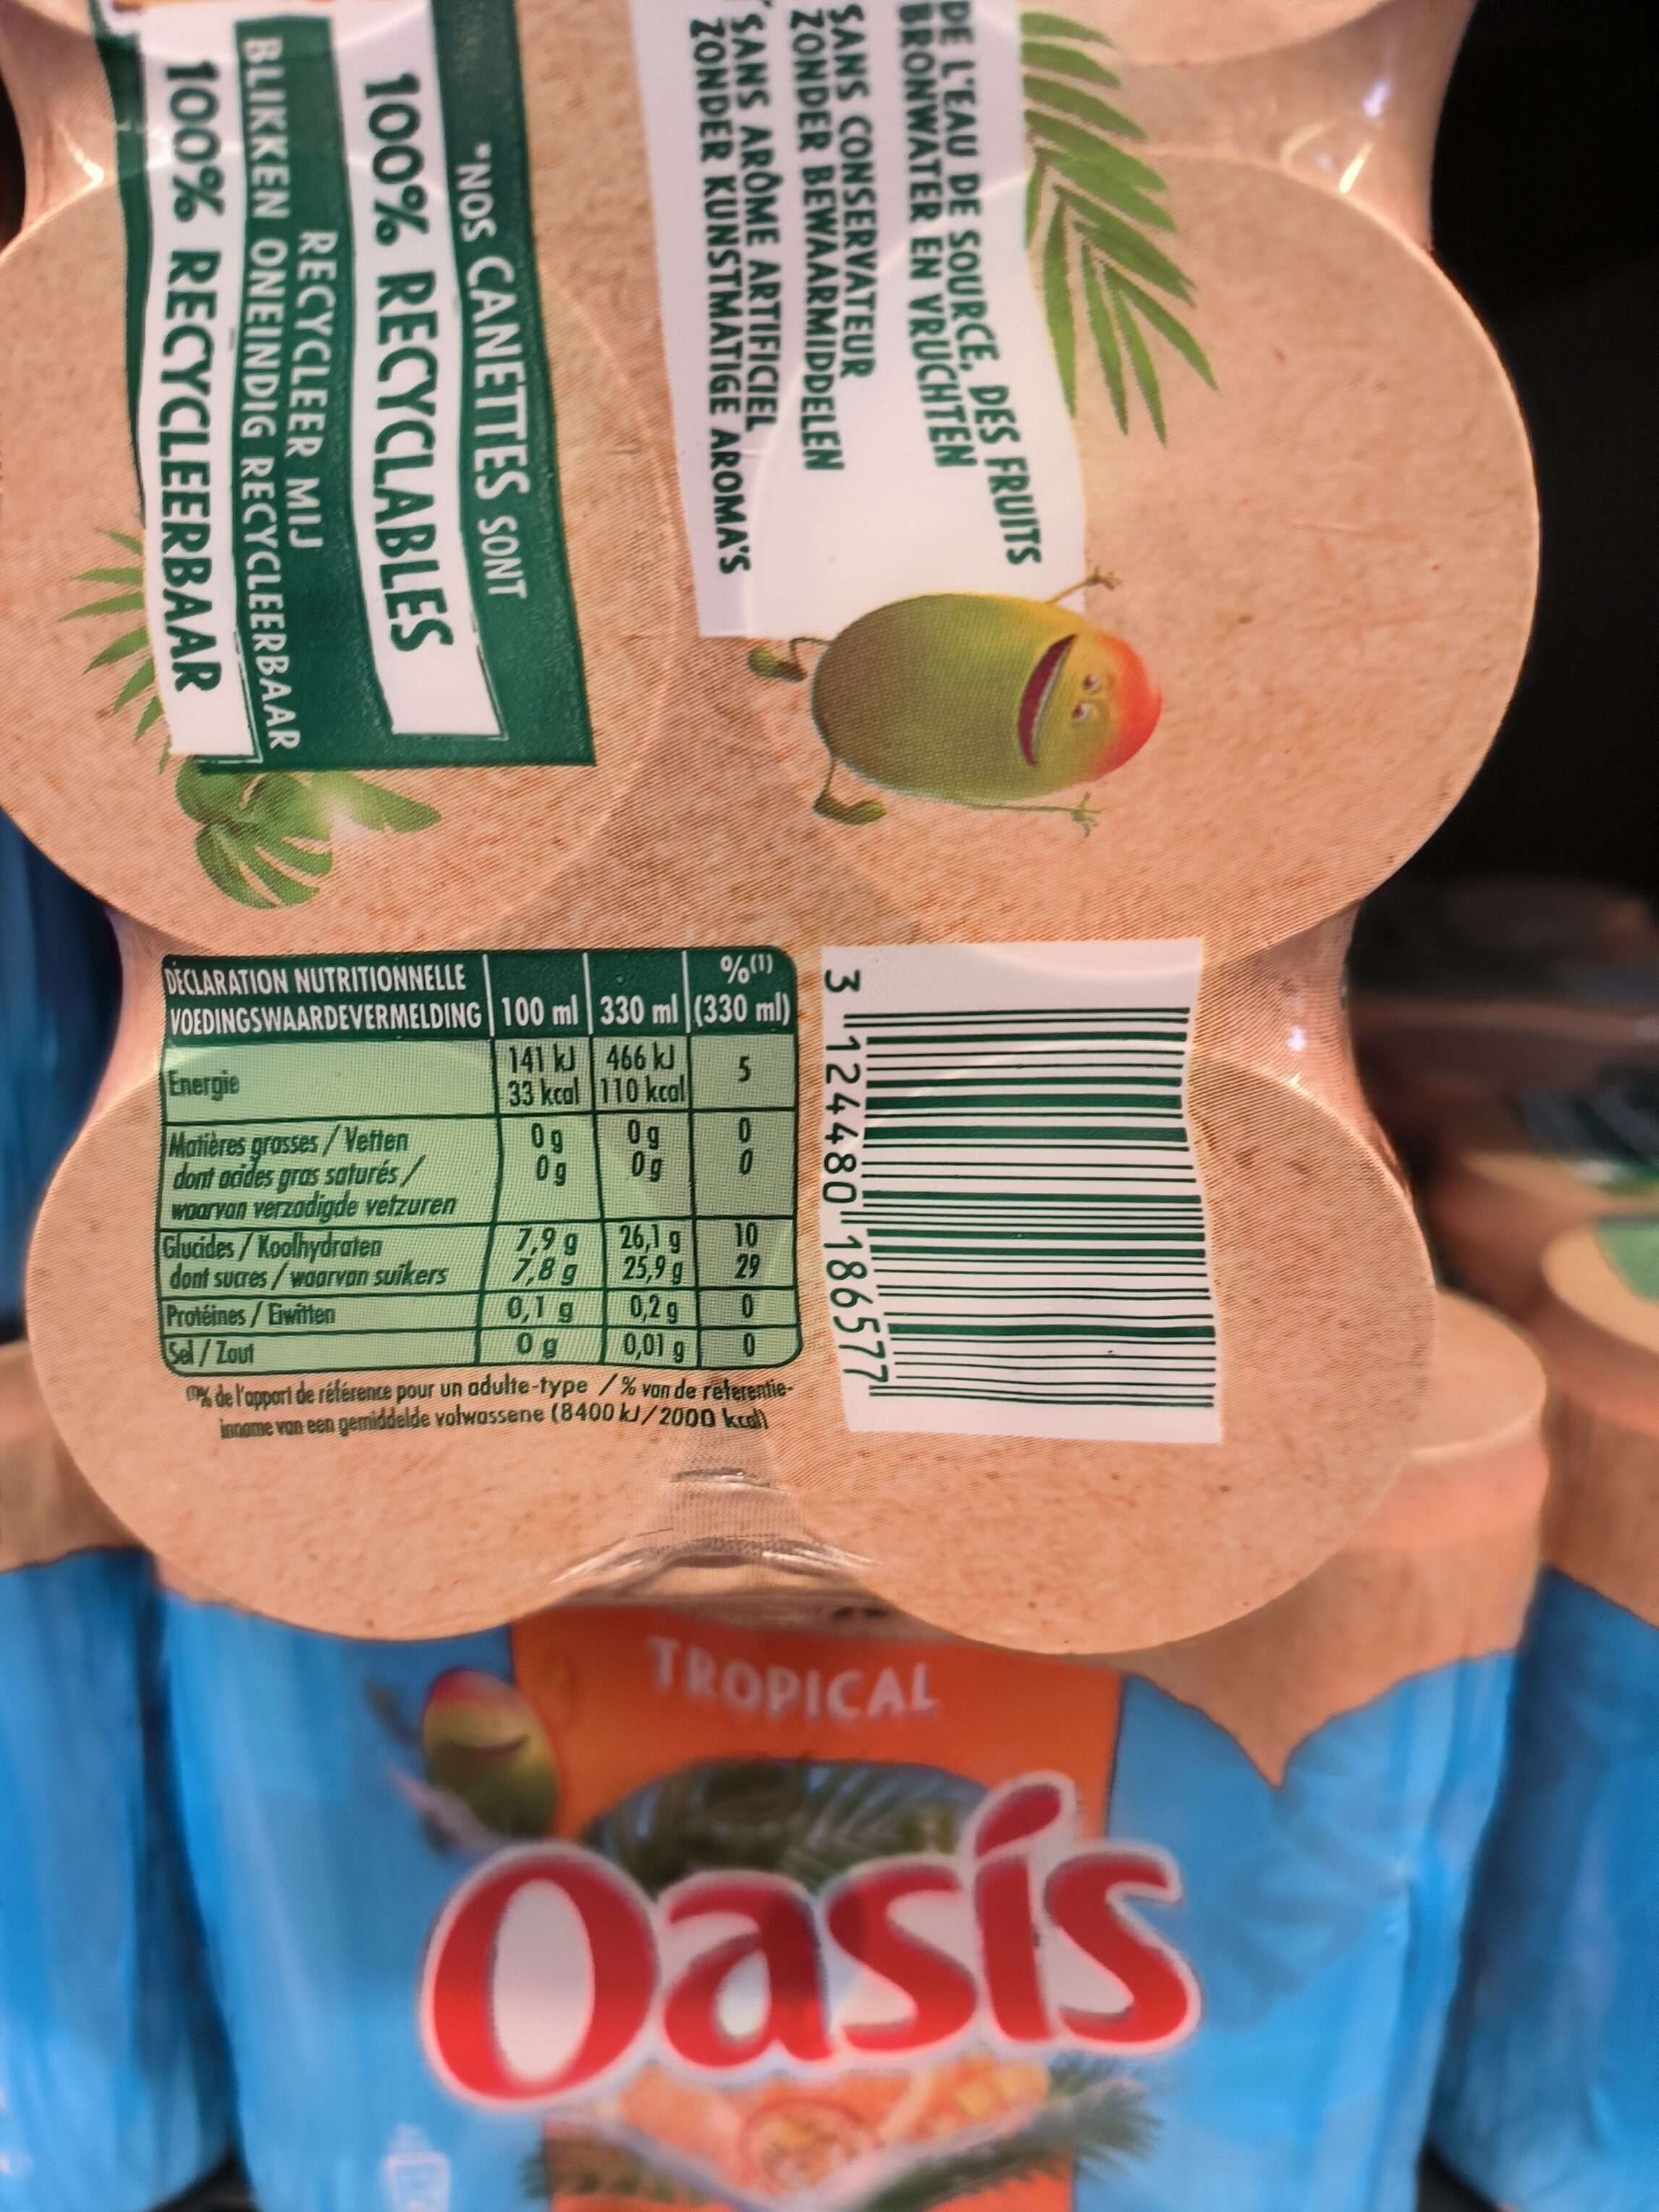 DE L'EAU DE SOURCE, DES FRUITS
BRONWATER EN VRUCHTEN
SANS CONSERVATEUR
ZONDER BEWAARMIDDELEN
SANS ARÔME ARTIFICIEL
ZONDER KUNSTMATIGE AROMA'S
"NOS CANETTES SONT
100% RECYCLABLES
RECYCLEER MIJ
BLIKKEN ONEINDIG RECYCLEERBAAR
100% RECYCLEERBAAR
DÉCLARATION NUTRITIONNELLE
VOEDINGSWAARDEVERMELDING 100 ml 330 ml %(1) (330 ml)
Energie 141 kJ 466 kJ 5
33 kcal 110 kcal
Matières grasses / Vetten 0 g 0 g 0
dont acides gras saturés / 0 g 0 g 0
waarvan verzadigde vetzuren
Glucides / Koolhydraten 7,9 g 26,1 g 10
dont sucres / waarvan suikers 7,8 g 25,9 g 29
Protéines / Eiwitten 0,1 g 0,2 g 0
Sel / Zout 0 g 0,01 g 0
(1)% de l'apport de référence pour un adulte-type / % van de referentie-
inname van een gemiddelde volwassene (8400 kJ/2000 kcal)
3 124480 186577
TROPICAL
Oasis